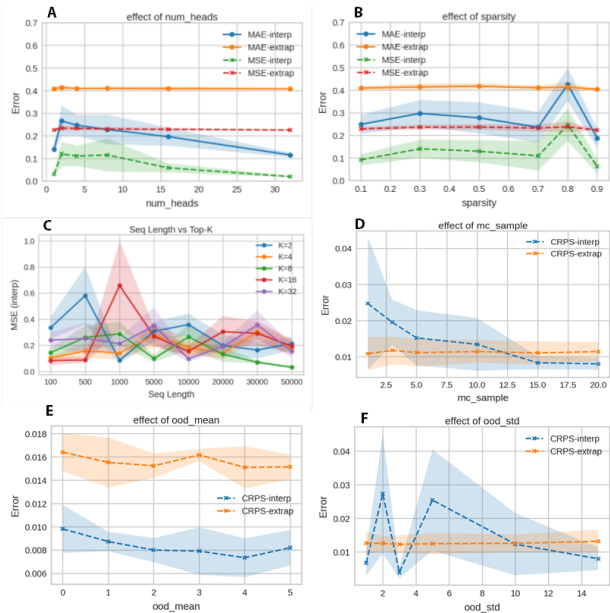 A
effect of num_heads
0.7
0.6
0.5
0.4
0.3
0.2
0.1
0.0
Error
MAE-interp
MAE-extrap
MSE-interp
MSE-extrap
0 5 10 15 20 25 30
num_heads
B
effect of sparsity
0.7
0.6
0.5
0.4
0.3
0.2
0.1
0.0
Error
MAE-interp
MAE-extrap
MSE-interp
MSE-extrap
0.1 0.2 0.3 0.4 0.5 0.6 0.7 0.8 0.9
sparsity
C
Seq Length vs Top-K
1.0
0.8
0.6
0.4
0.2
0.0
MSE (interp)
K=2
K=4
K=8
K=16
K=32
100 500 1000 5000 10000 20000 30000 50000
Seq Length
D
effect of mc_sample
0.04
0.03
0.02
0.01
Error
CRPS-interp
CRPS-extrap
2.5 5.0 7.5 10.0 12.5 15.0 17.5 20.0
mc_sample
E
effect of ood_mean
0.018
0.016
0.014
0.012
0.010
0.008
0.006
Error
CRPS-interp
CRPS-extrap
0 1 2 3 4 5
ood_mean
F
effect of ood_std
0.04
0.03
0.02
0.01
Error
CRPS-interp
CRPS-extrap
2 4 6 8 10 12 14
ood_std